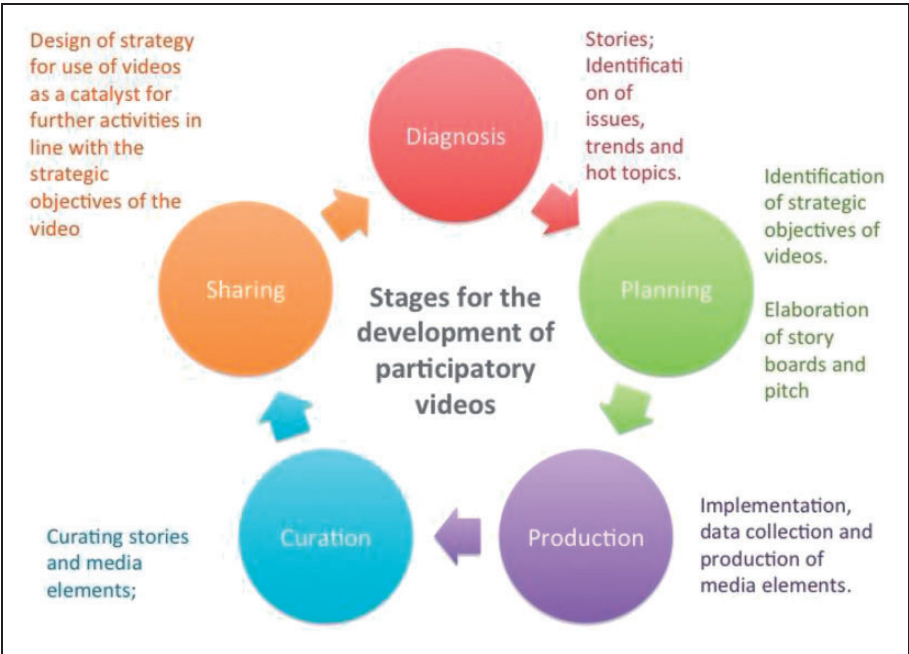 Design of strategy
for use of videos
as a catalyst for
further activities in
line with the
strategic
objectives of the
video
Diagnosis
Stories;
Identificati
on of
issues,
trends and
hot topics.
Sharing
Stages for the
development of
participatory
videos
Planning
Identification
of strategic
objectives of
videos.
Elaboration
of story
boards and
pitch
Curating stories
and media
elements;
Curation
Production
Implementation,
data collection and
production of
media elements.